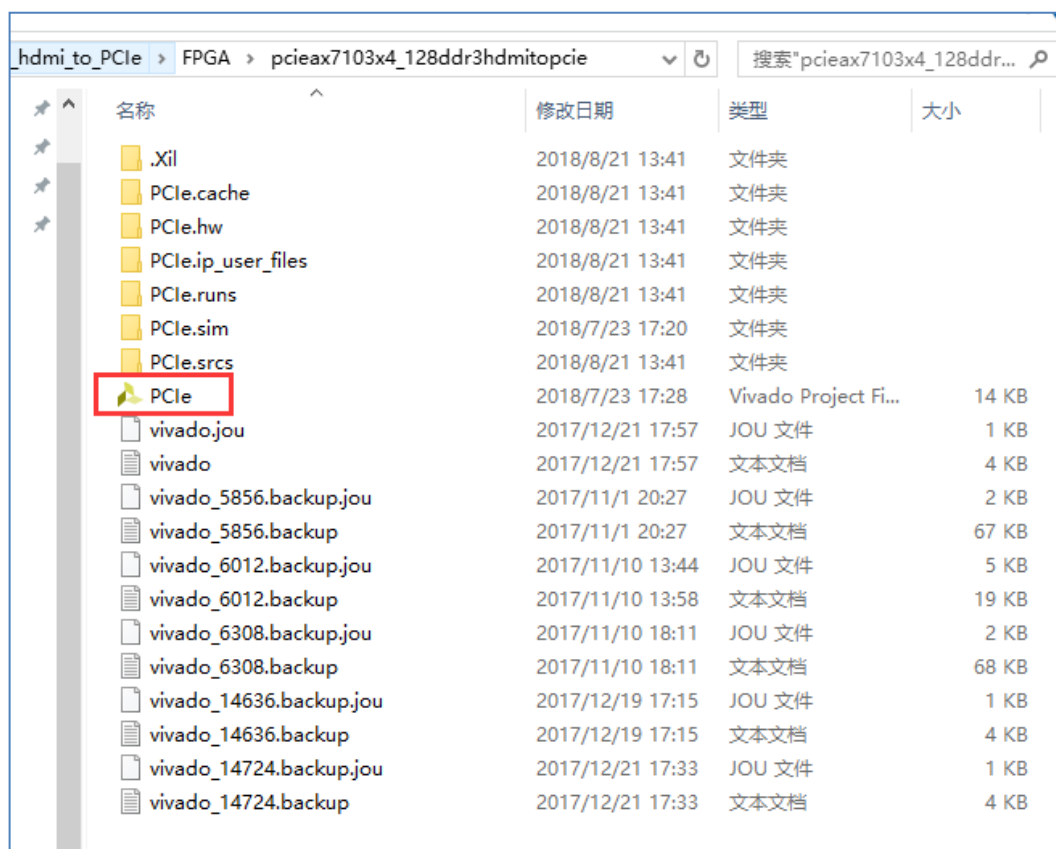 _hdmi_to_PCIe > FPGA > pcieax7103x4_128ddr3hdmitopcie 搜索"pcieax7103x4_128ddr...
名称 修改日期 类型 大小
.Xil 2018/8/21 13:41 文件夹
PCIe.cache 2018/8/21 13:41 文件夹
PCIe.hw 2018/8/21 13:41 文件夹
PCIe.ip_user_files 2018/8/21 13:41 文件夹
PCIe.runs 2018/8/21 13:41 文件夹
PCIe.sim 2018/7/23 17:20 文件夹
PCIe.srcs 2018/8/21 13:41 文件夹
PCIe 2018/7/23 17:28 Vivado Project Fi... 14 KB
vivado.jou 2017/12/21 17:57 JOU 文件 1 KB
vivado 2017/12/21 17:57 文本文档 4 KB
vivado_5856.backup.jou 2017/11/1 20:27 JOU 文件 2 KB
vivado_5856.backup 2017/11/1 20:27 文本文档 67 KB
vivado_6012.backup.jou 2017/11/10 13:44 JOU 文件 5 KB
vivado_6012.backup 2017/11/10 13:58 文本文档 19 KB
vivado_6308.backup.jou 2017/11/10 18:11 JOU 文件 2 KB
vivado_6308.backup 2017/11/10 18:11 文本文档 68 KB
vivado_14636.backup.jou 2017/12/19 17:15 JOU 文件 1 KB
vivado_14636.backup 2017/12/19 17:15 文本文档 4 KB
vivado_14724.backup.jou 2017/12/21 17:33 JOU 文件 1 KB
vivado_14724.backup 2017/12/21 17:33 文本文档 4 KB